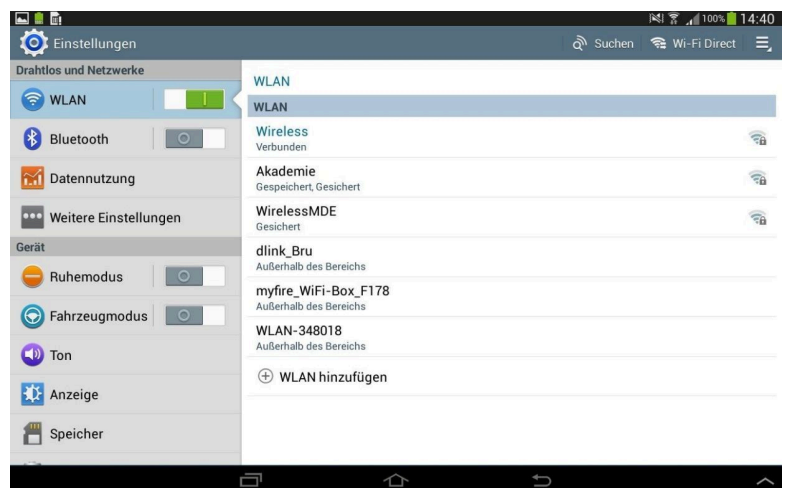 100% 14:40
Einstellungen
Suchen
Wi-Fi Direct
Drahtlos und Netzwerke
WLAN
Bluetooth
Datennutzung
Weitere Einstellungen
Gerät
Ruhemodus
Fahrzeugmodus
Ton
Anzeige
Speicher
WLAN
WLAN
Wireless
Verbunden
Akademie
Gespeichert, Gesichert
WirelessMDE
Gesichert
dlink_Bru
Außerhalb des Bereichs
myfire_WiFi-Box_F178
Außerhalb des Bereichs
WLAN-348018
Außerhalb des Bereichs
WLAN hinzufügen